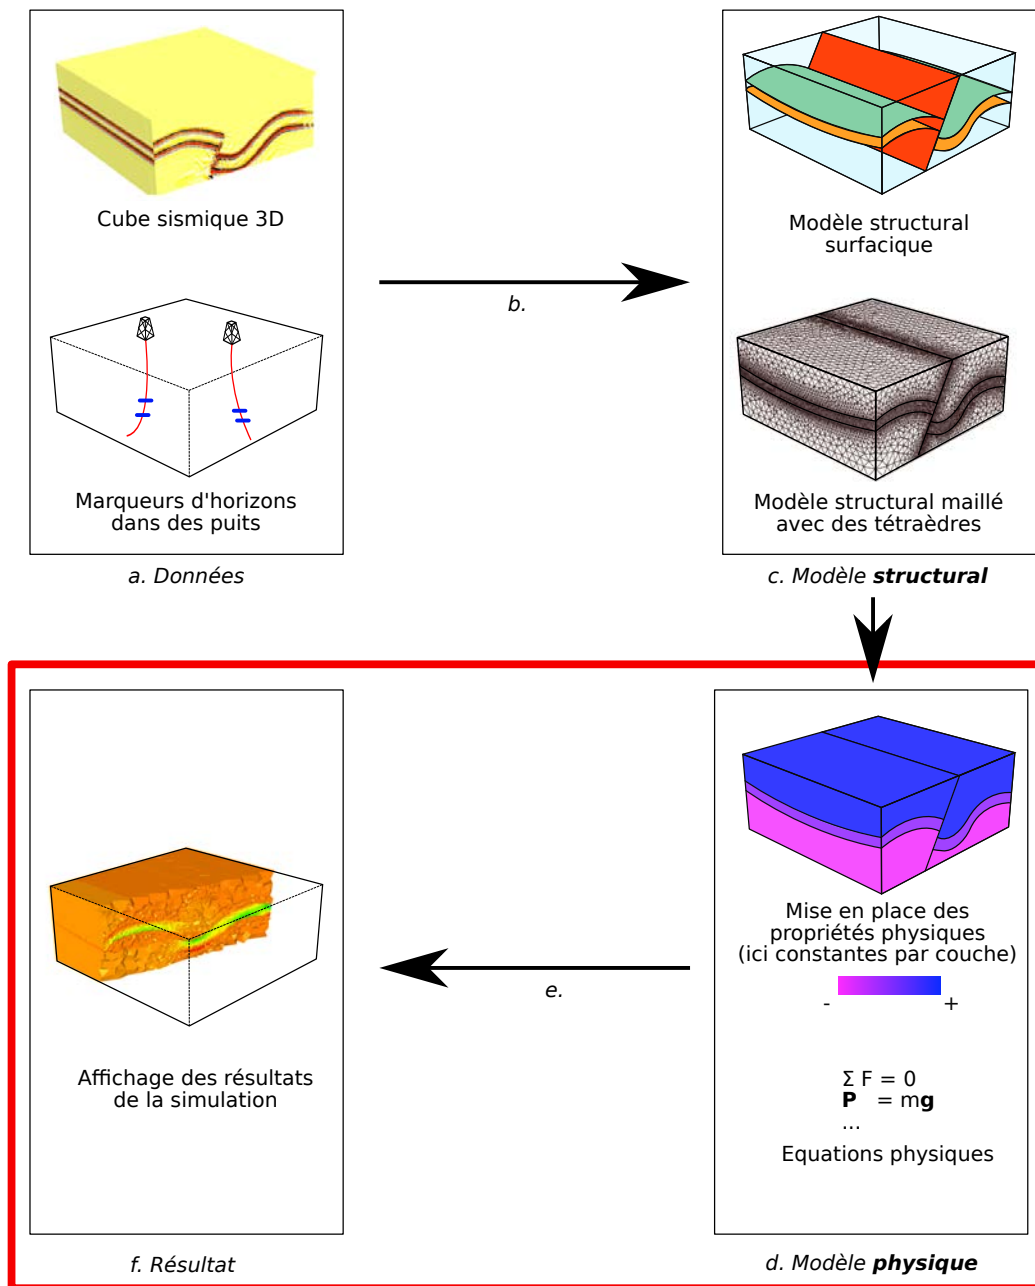 Cube sismique 3D
Marqueurs d'horizons
dans des puits
a. Données
b.
Modèle structural
surfacique
Modèle structural maillé
avec des tétraèdres
c. Modèle structural
Mise en place des
propriétés physiques
(ici constantes par couche)
- +
Σ F = 0
P = mg
...
Equations physiques
d. Modèle physique
e.
Affichage des résultats
de la simulation
f. Résultat